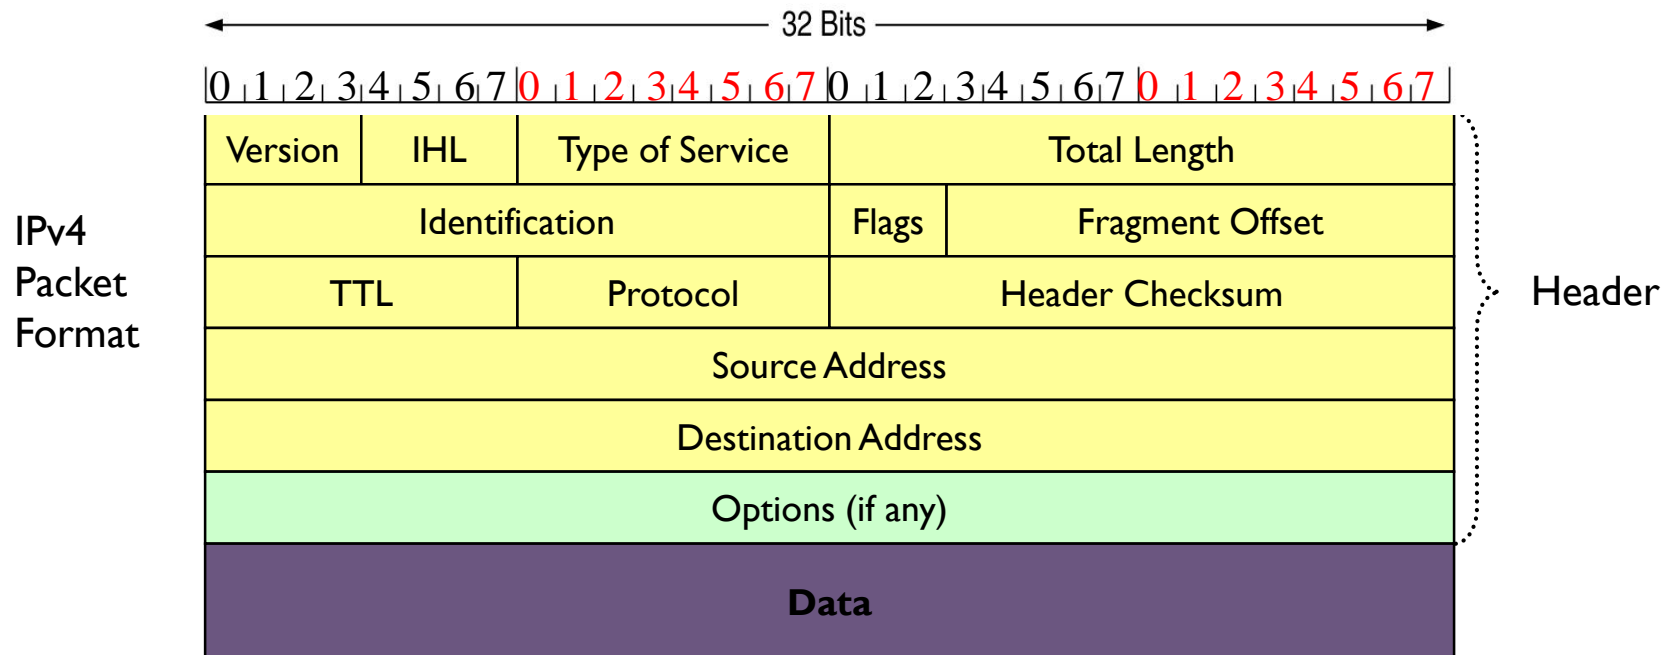 32 Bits
0 1 2 3 4 5 6 7 0 1 2 3 4 5 6 7 0 1 2 3 4 5 6 7 0 1 2 3 4 5 6 7
Version IHL Type of Service Total Length
Identification Flags Fragment Offset
TTL Protocol Header Checksum
Source Address
Destination Address
Options (if any)
Data
IPv4
Packet
Format
Header